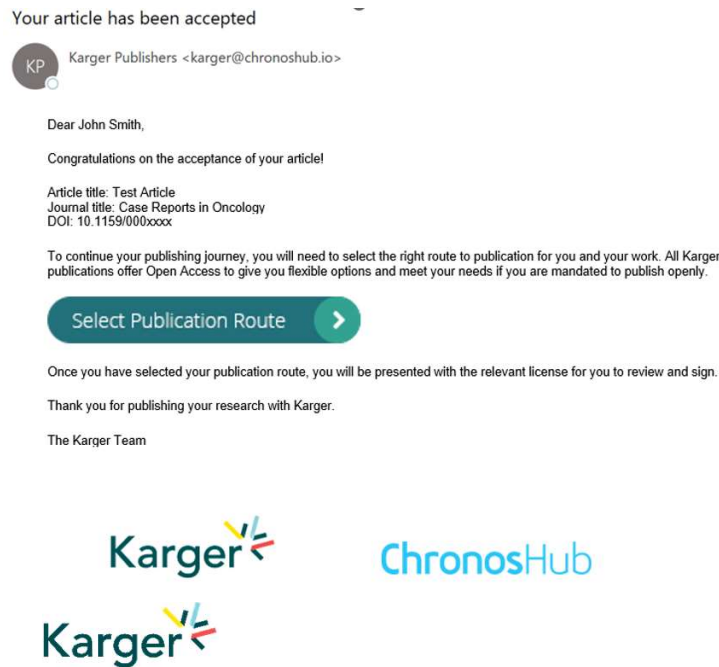 Your article has been accepted
KP
Karger Publishers <karger@chronoshub.io>
Dear John Smith,
Congratulations on the acceptance of your article!
Article title: Test Article
Journal title: Case Reports in Oncology
DOI: 10.1159/000xxxx
To continue your publishing journey, you will need to select the right route to publication for you and your work. All Karger
publications offer Open Access to give you flexible options and meet your needs if you are mandated to publish openly.
Select Publication Route
Once you have selected your publication route, you will be presented with the relevant license for you to review and sign.
Thank you for publishing your research with Karger.
The Karger Team
Karger
ChronosHub
Karger